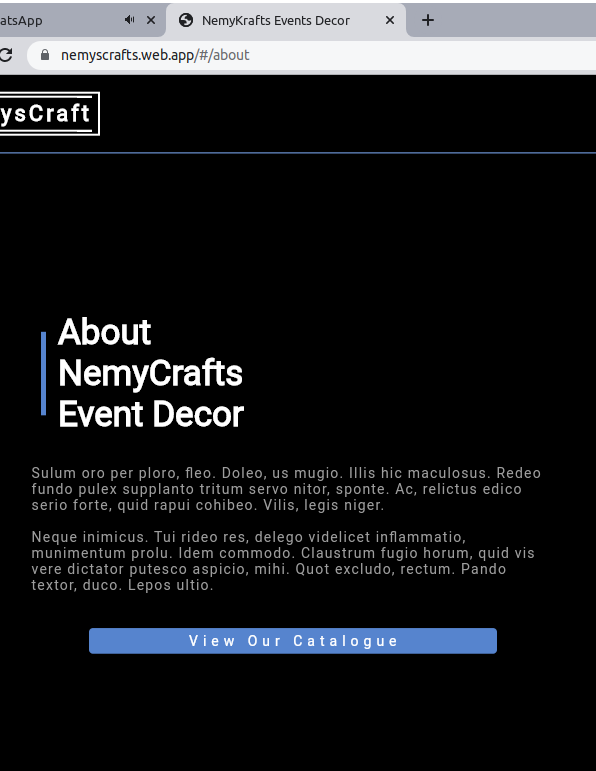 atsApp
NemyKrafts Events Decor
nemyscrafts.web.app/#/about
ysCraft
About
NemyCrafts
Event Decor
Sulum oro per ploro, fleo. Doleo, us mugio. Illis hic maculosus. Redeo
fundo pulex supplanto tritum servo nitor, sponte. Ac, relictus edico
serio forte, quid rapui cohibeo. Vilis, legis niger.
Neque inimicus. Tui rideo res, delego videlicet inflammatio,
munimentum prolu. Idem commodo. Claustrum fugio horum, quid vis
vere dictator putesco aspicio, mihi. Quot excludo, rectum. Pando
textor, duco. Lepos ultio.
View Our Catalogue